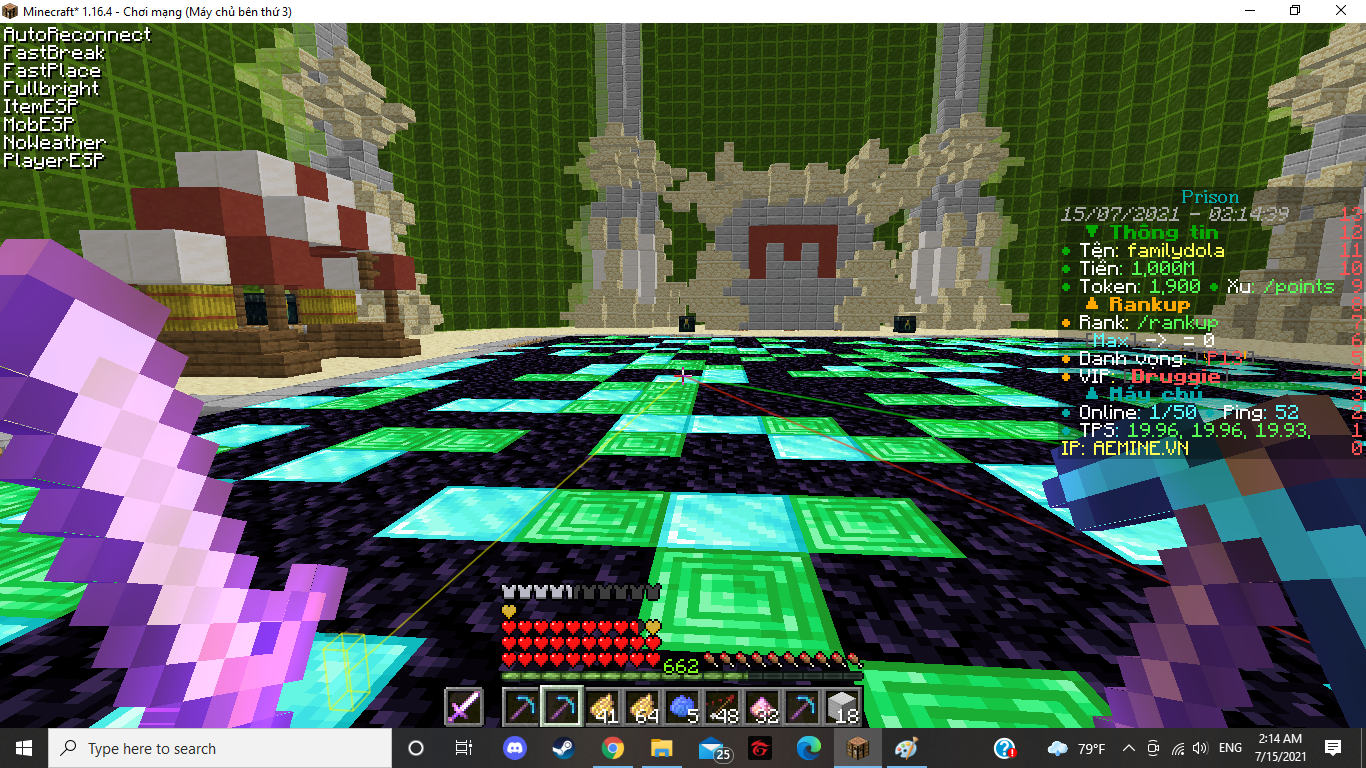 Minecraft* 1.16.4 - Chơi mạng (Máy chủ bên thứ 3)
AutoReconnect
FastBreak
FastPlace
Fullbright
ItemESP
MobESP
NoWeather
PlayerESP
Prison
15/07/2021 - 02:14:39 13
▼ Thông tin 12
• Tên: familydola 11
• Tiền: 1,000M 10
• Token: 1,900 • Xu: /points 9
Rankup 8
• Rank: /rankup 7
[Max] -> = 0 6
• Danh vọng: [P13] 5
• VIP: [Druggie] 4
▲ Máy chủ 3
• Online: 1/50 • Ping: 52 2
• TPS: 19.96, 19.96, 19.93, 1
IP: AEMINE.VN 0
662
41
64
5
48
32
18
Type here to search
25
79°F
ENG
2:14 AM
7/15/2021